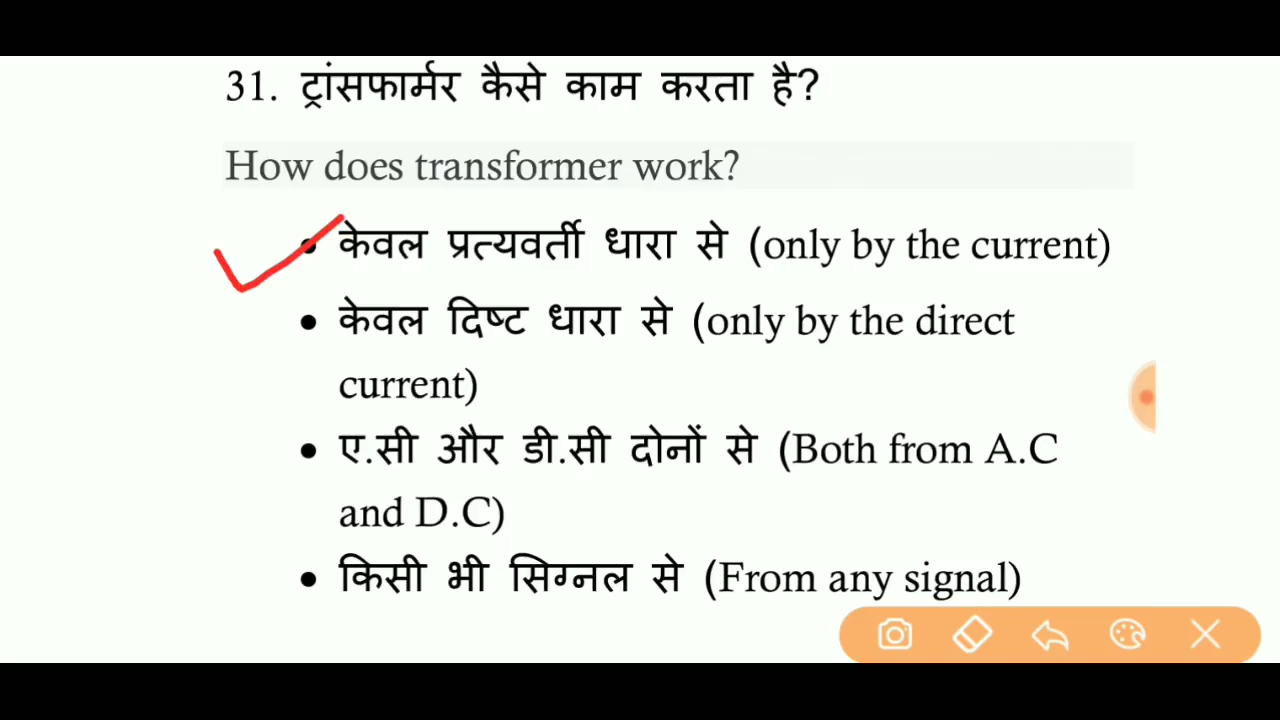 31. ट्रांसफार्मर कैसे काम करता है?
How does transformer work?
• केवल प्रत्यवर्ती धारा से (only by the current)
• केवल दिष्ट धारा से (only by the direct
current)
• ए.सी और डी.सी दोनों से (Both from A.C
and D.C)
• किसी भी सिग्नल से (From any signal)